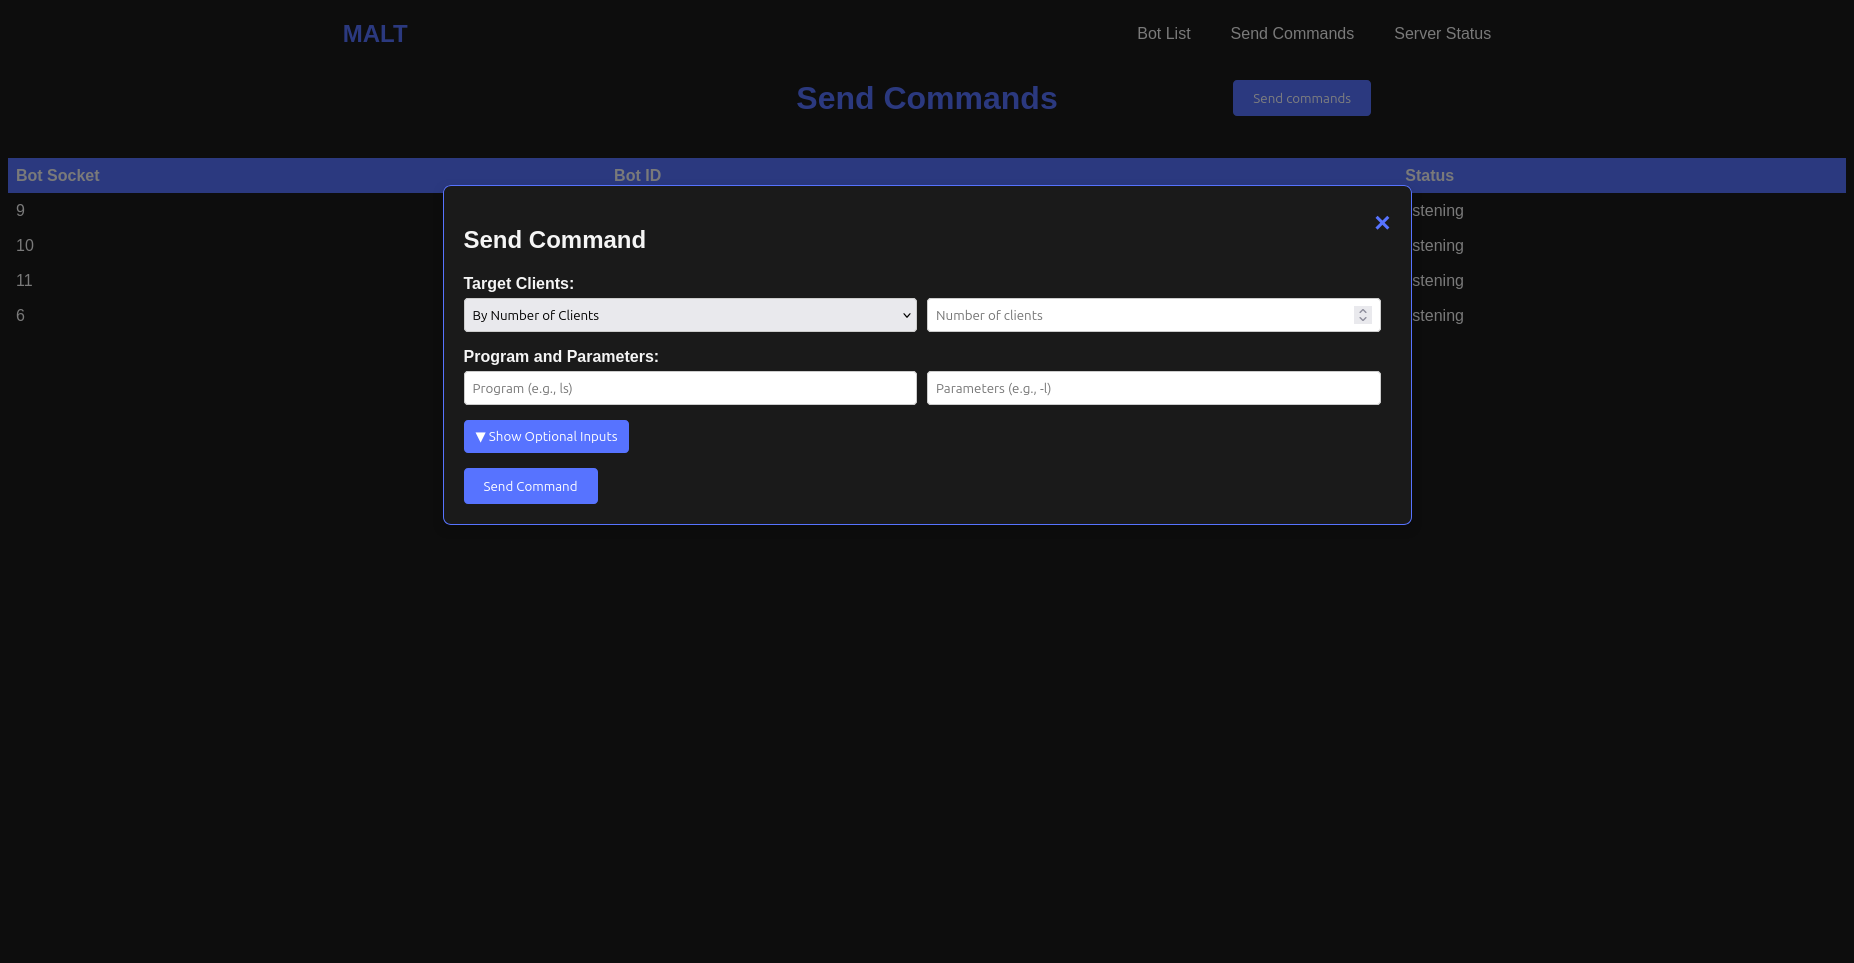 MALT Bot List Send Commands Server Status
Send Commands Send commands
Bot Socket Bot ID Status
9 stening
10 stening
11 stening
6 stening
×
Send Command
Target Clients:
By Number of Clients Number of clients
Program and Parameters:
Program (e.g., ls) Parameters (e.g., -l)
▼ Show Optional Inputs
Send Command